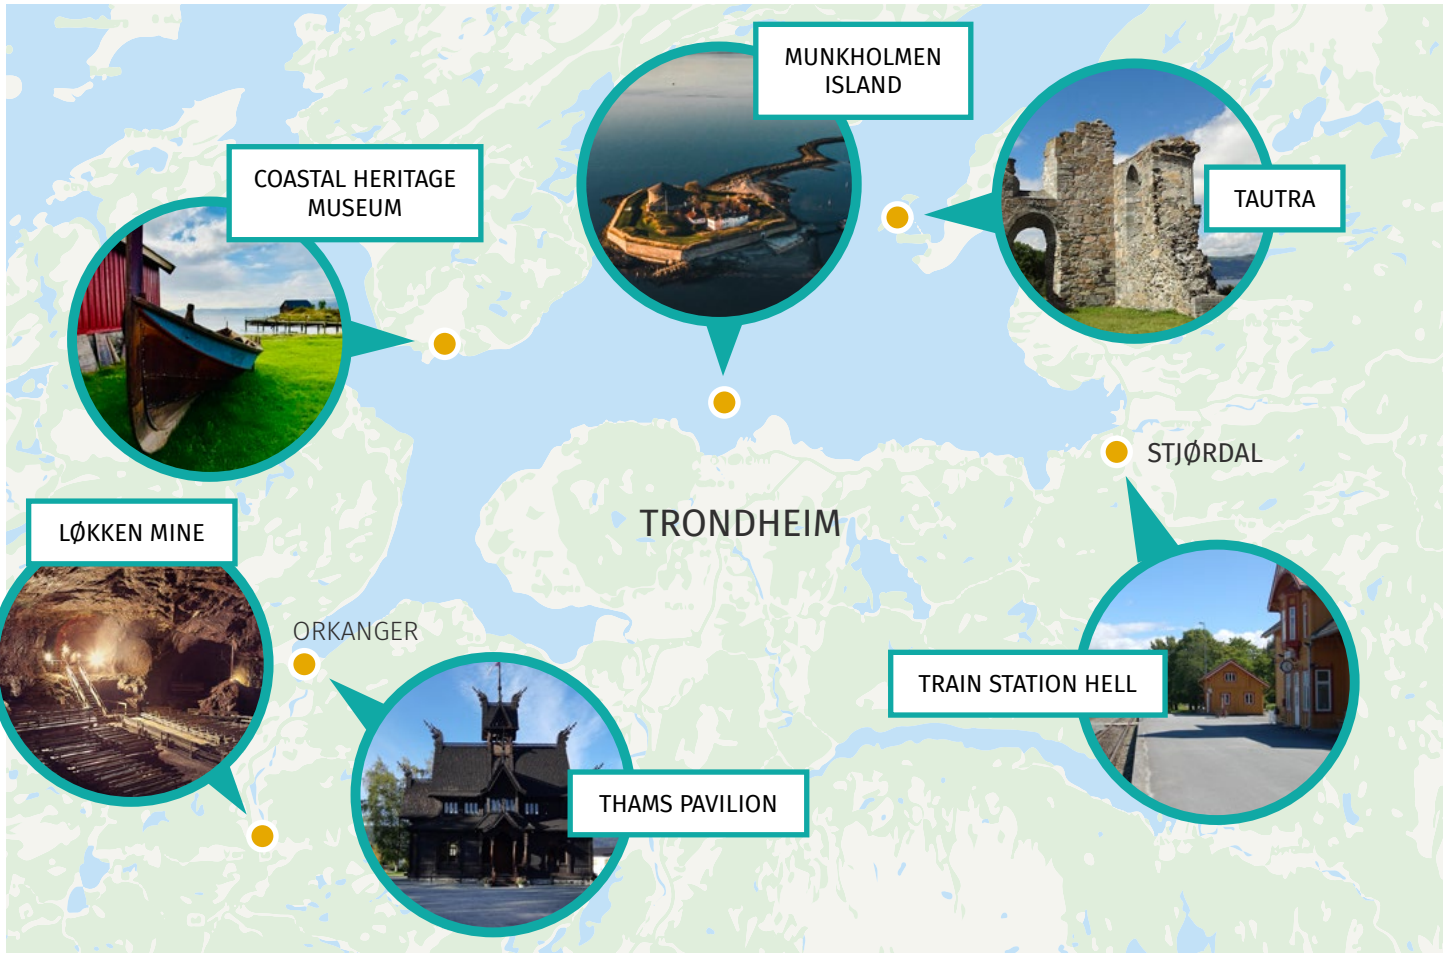 MUNKHOLMEN
ISLAND
COASTAL HERITAGE
MUSEUM
TAUTRA
STJØRDAL
TRONDHEIM
LØKKEN MINE
ORKANGER
TRAIN STATION HELL
THAMS PAVILION